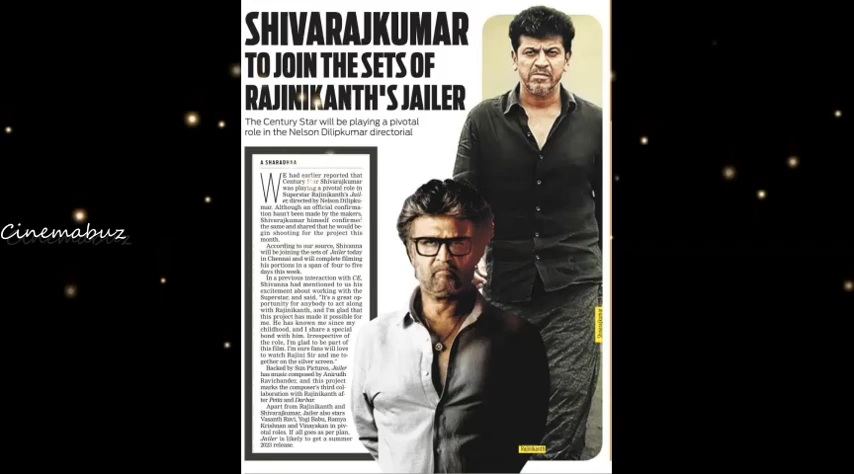 SHIVARAJKUMAR
TO JOIN THE SETS OF
RAJINIKANTH'S JAILER
The Century Star will be playing a pivotal
role in the Nelson Dilipkumar directorial
A SHARADHAA
WE had earlier reported that
Century Star Shivarajkumar
was playing a pivotal role in
Superstar Rajinikanth's Jail-
er, directed by Nelson Dilipku-
mar. Although an official confirma-
tion hasn't been made by the makers,
Shivarajkumar himself confirmed
the same and shared that he would be-
gin shooting for the project this
month.
According to our source, Shivanna
will be joining the sets of Jailer today
in Chennai and will complete filming
his portions in a span of four to five
days this week.
In a previous interaction with CE,
Shivanna had mentioned to us his
excitement about working with the
Superstar, and said, "It's a great op-
portunity for anybody to act along
with Rajinikanth, and I'm glad that
this project has made it possible for
me. He has known me since my
childhood, and I share a special
bond with him. Irrespective of
the role, I'm glad to be part of
this film. I'm sure fans will love
to watch Rajini Sir and me to-
gether on the silver screen."
Backed by Sun Pictures, Jailer
has music composed by Anirudh
Ravichander, and this project
marks the composer's third col-
laboration with Rajinikanth af-
ter Petta and Darbar.
Apart from Rajinikanth and
Shivarajkumar, Jailer also stars
Vasanth Ravi, Yogi Babu, Ramya
Krishnan and Vinayakan in piv-
otal roles. If all goes as per plan,
Jailer is likely to get a summer
2023 release.
Shivarajkumar
Rajinikanth
Cinemabuz